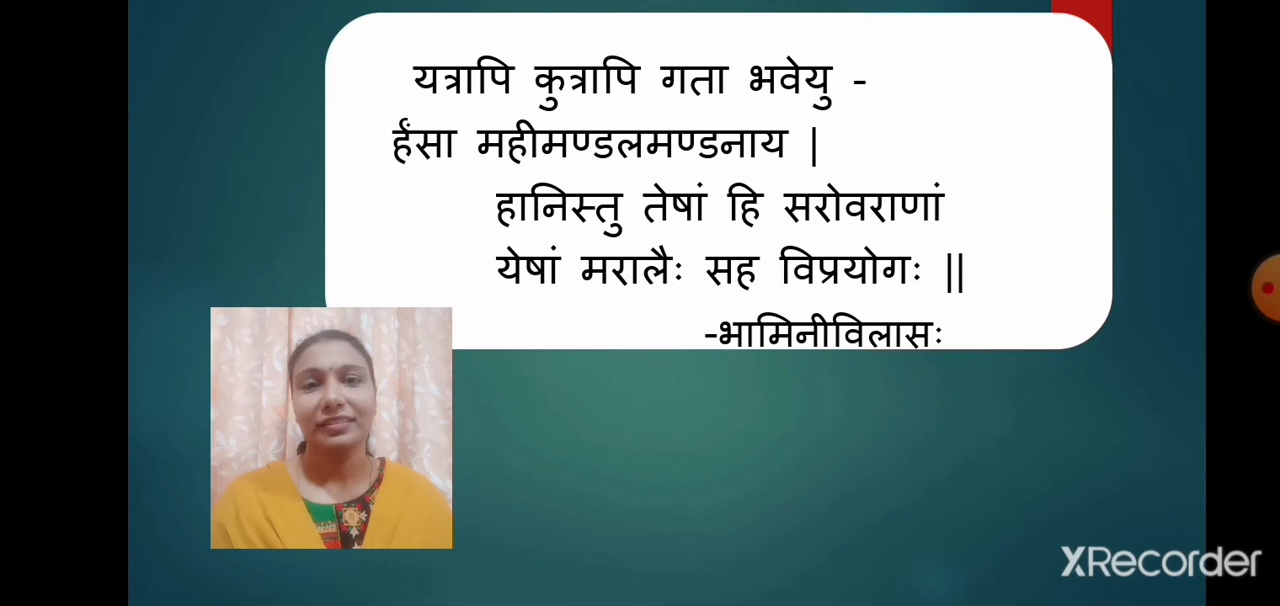 यत्रापि कुत्रापि गता भवेयु -
र्हंसा महीमण्डलमण्डनाय |
हानिस्तु तेषां हि सरोवराणां
येषां मरालैः सह विप्रयोगः ||
-भामिनीविलासः
XRecorder